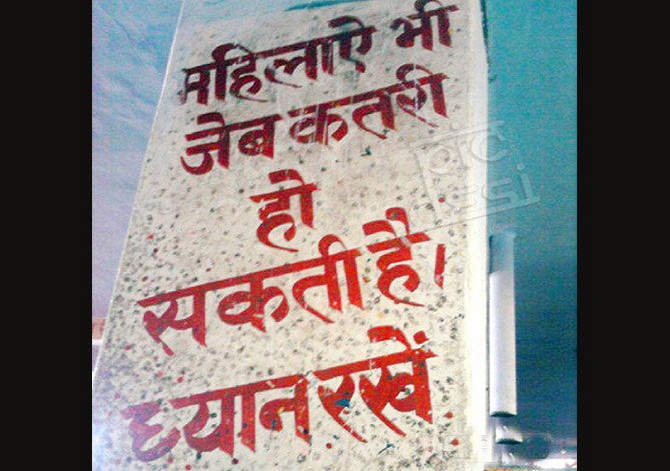 महिलाऐ भी
जेब कतरी
हो
सकती है।
ध्यान रखें